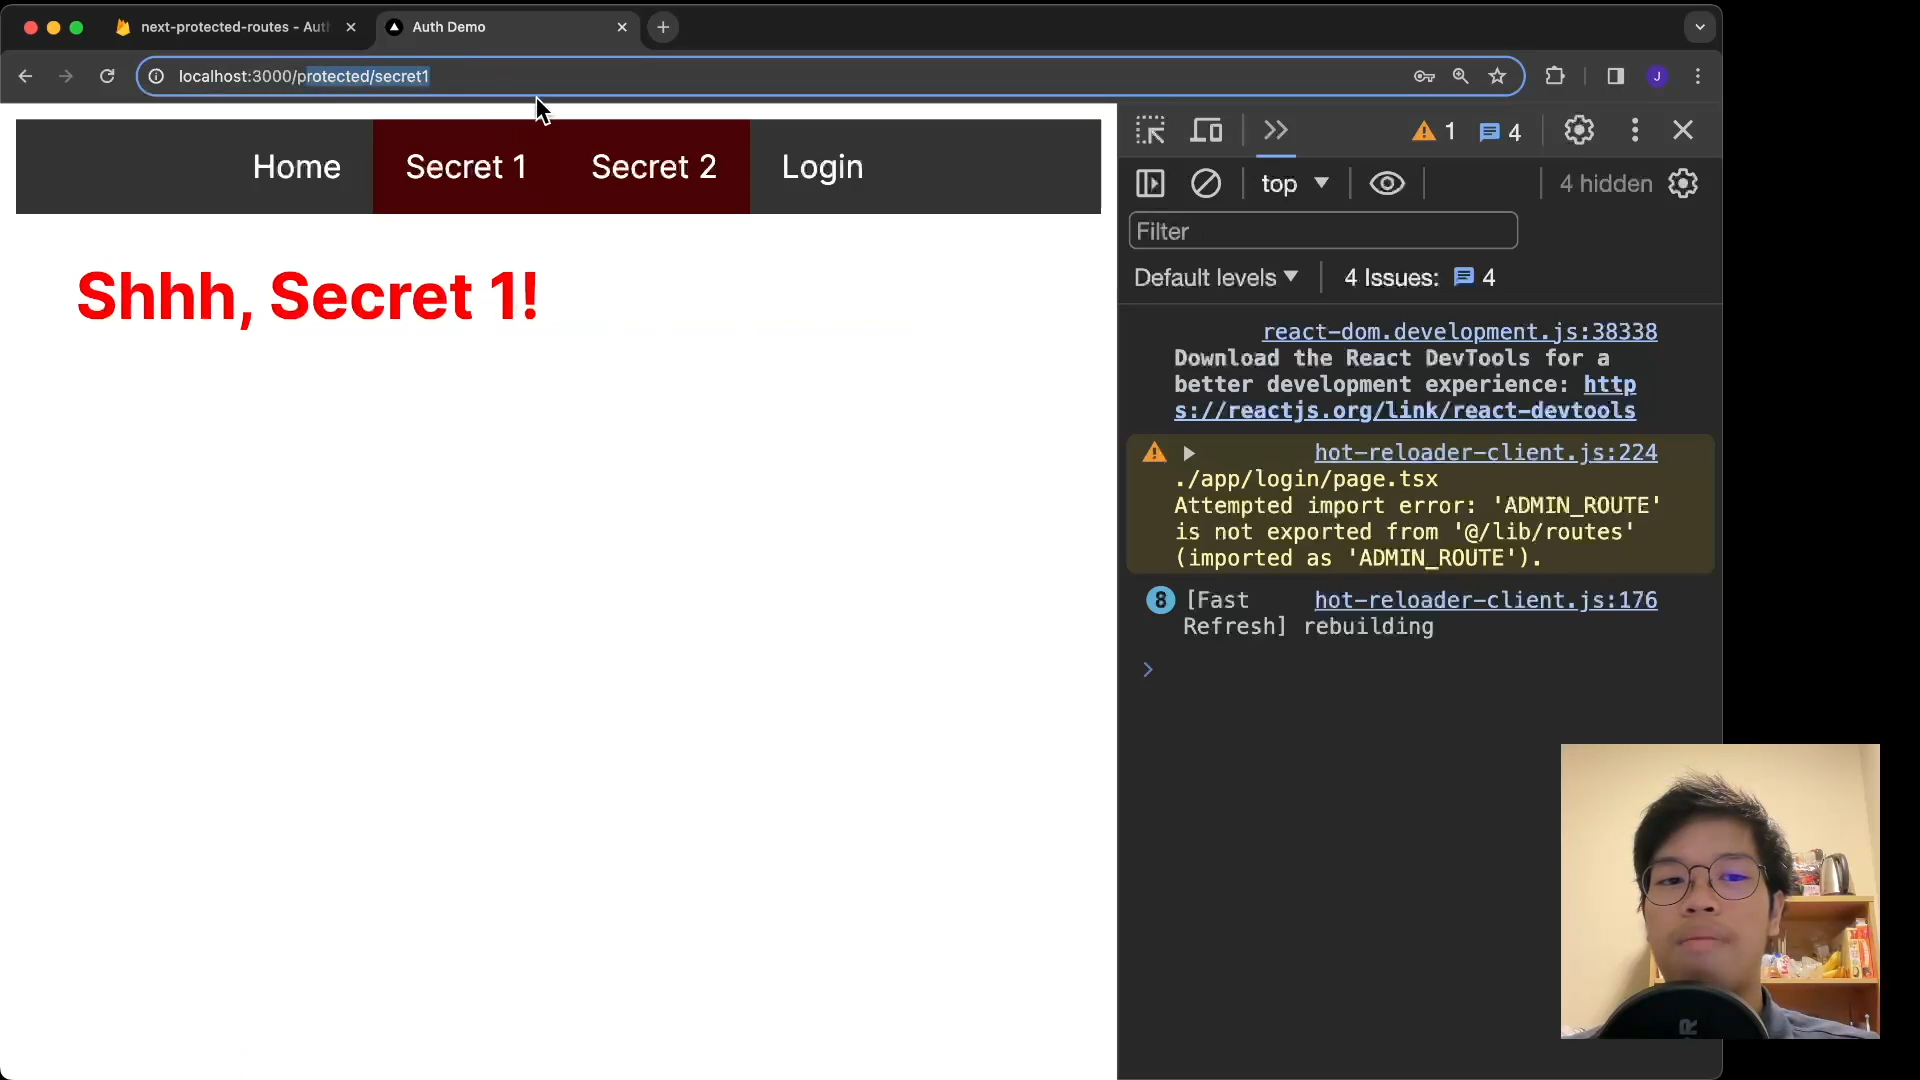 next-protected-routes - Aut
Auth Demo
localhost:3000/protected/secret1
J
Home
Secret 1
Secret 2
Login
Shhh, Secret 1!
1
4
top
4 hidden
Filter
Default levels
4 Issues:
4
react-dom.development.js:38338
Download the React DevTools for a
better development experience: http
s://reactjs.org/link/react-devtools
hot-reloader-client.js:224
./app/login/page.tsx
Attempted import error: 'ADMIN_ROUTE'
is not exported from '@/lib/routes'
(imported as 'ADMIN_ROUTE').
8
[Fast
hot-reloader-client.js:176
Refresh] rebuilding